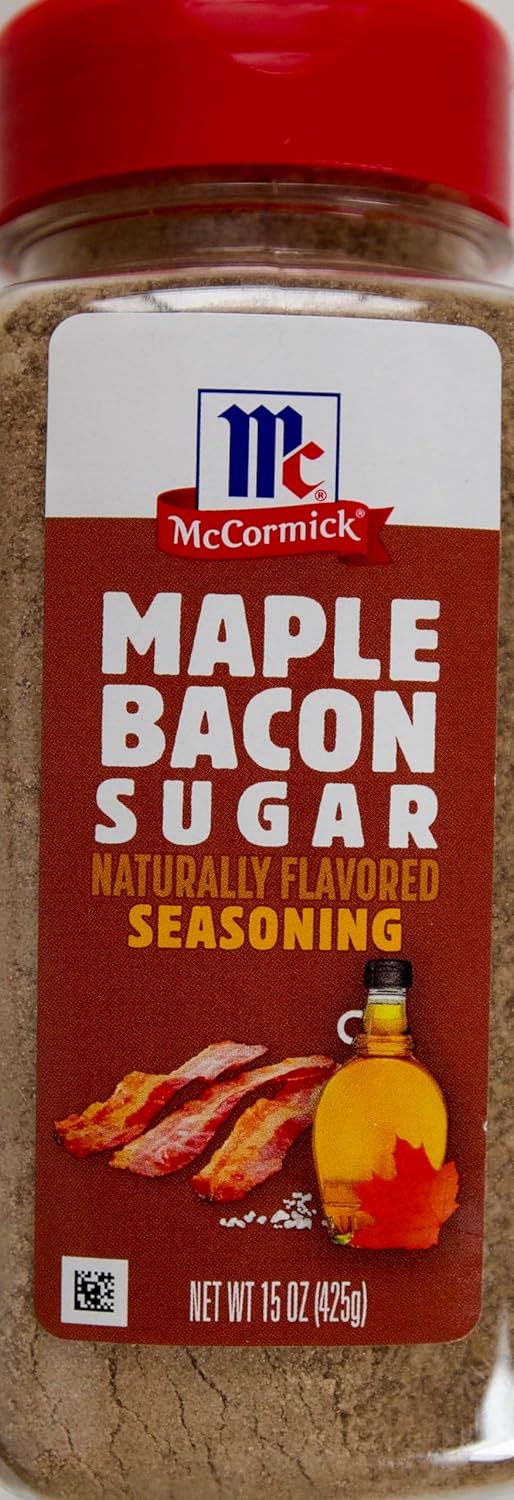 Mc®
McCormick®
MAPLE
BACON
SUGAR
NATURALLY FLAVORED
SEASONING
NET WT 15 OZ (425g)